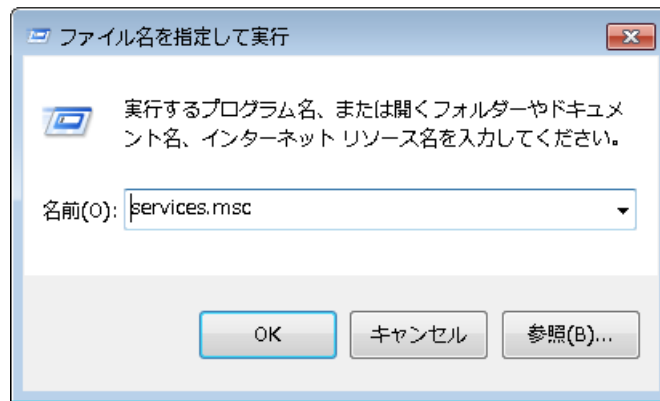 ファイル名を指定して実行
実行するプログラム名、または開くフォルダーやドキュメ
ント名、インターネット リソース名を入力してください。
名前(O): services.msc
OK キャンセル 参照(B)...